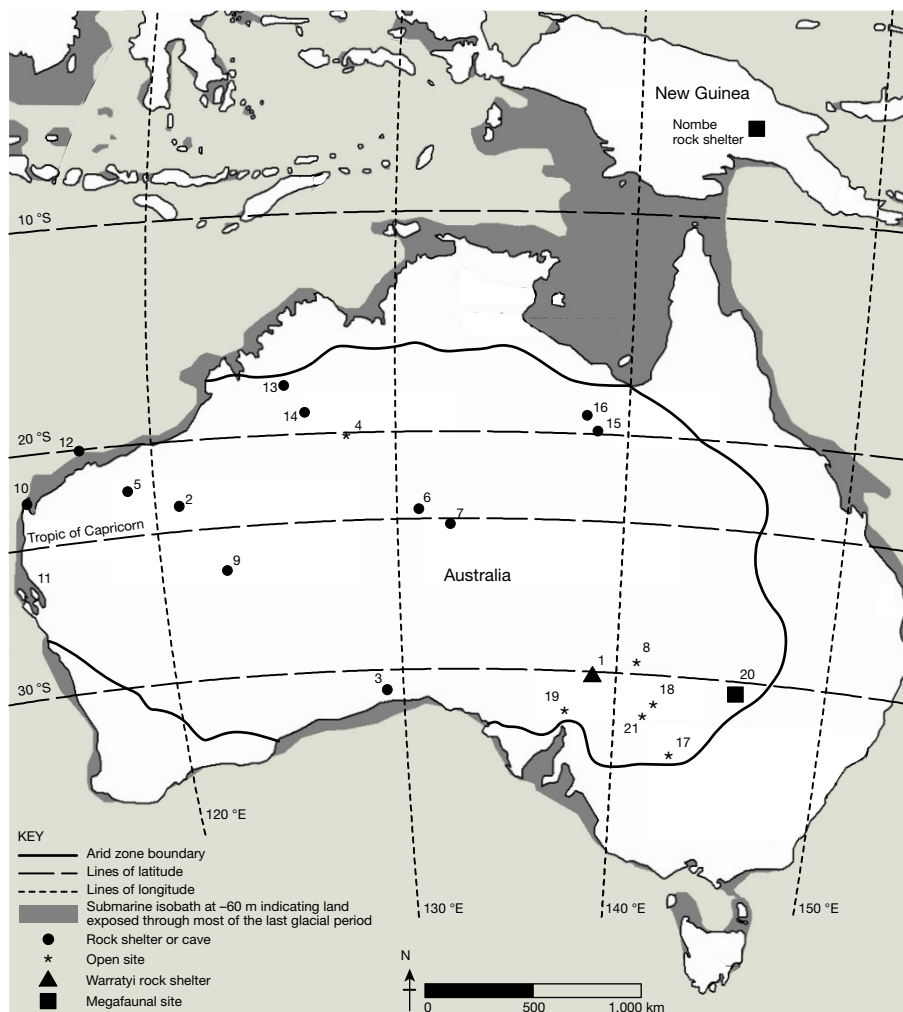 New Guinea
Nombe
rock shelter
10 °S
13
14
4
16
15
20 °S
12
10
5
2
6
7
Tropic of Capricorn
9
Australia
11
8
1
20
3
30 °S
19
18
21
17
120 °E
KEY
Arid zone boundary
Lines of latitude
Lines of longitude
Submarine isobath at –60 m indicating land
exposed through most of the last glacial period
Rock shelter or cave
Open site
Warratyi rock shelter
Megafaunal site
130 °E
140 °E
150 °E
N
0
500
1,000 km